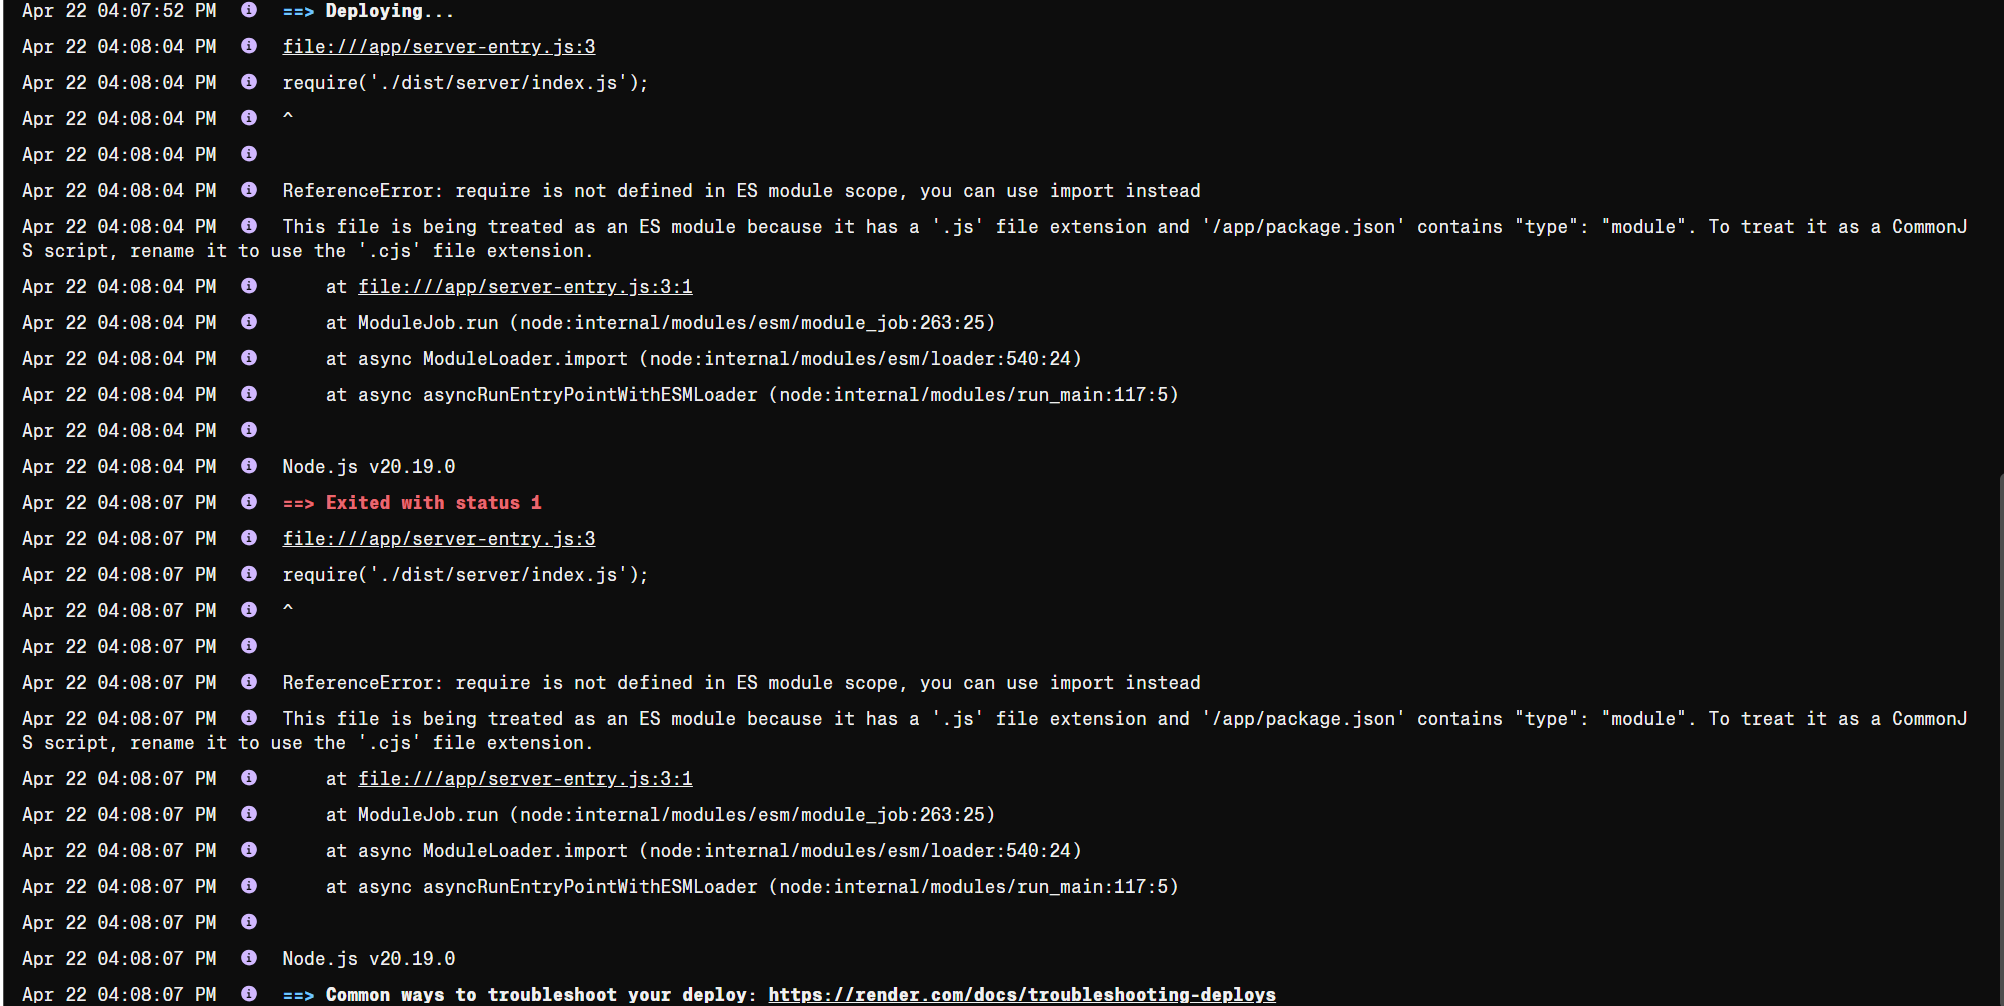 Apr 22 04:07:52 PM ==> Deploying...
Apr 22 04:08:04 PM file:///app/server-entry.js:3
Apr 22 04:08:04 PM require('./dist/server/index.js');
Apr 22 04:08:04 PM ^
Apr 22 04:08:04 PM
Apr 22 04:08:04 PM ReferenceError: require is not defined in ES module scope, you can use import instead
Apr 22 04:08:04 PM This file is being treated as an ES module because it has a '.js' file extension and '/app/package.json' contains "type": "module". To treat it as a CommonJ
S script, rename it to use the '.cjs' file extension.
Apr 22 04:08:04 PM at file:///app/server-entry.js:3:1
Apr 22 04:08:04 PM at ModuleJob.run (node:internal/modules/esm/module_job:263:25)
Apr 22 04:08:04 PM at async ModuleLoader.import (node:internal/modules/esm/loader:540:24)
Apr 22 04:08:04 PM at async asyncRunEntryPointWithESMLoader (node:internal/modules/run_main:117:5)
Apr 22 04:08:04 PM
Apr 22 04:08:04 PM Node.js v20.19.0
Apr 22 04:08:07 PM ==> Exited with status 1
Apr 22 04:08:07 PM file:///app/server-entry.js:3
Apr 22 04:08:07 PM require('./dist/server/index.js');
Apr 22 04:08:07 PM ^
Apr 22 04:08:07 PM
Apr 22 04:08:07 PM ReferenceError: require is not defined in ES module scope, you can use import instead
Apr 22 04:08:07 PM This file is being treated as an ES module because it has a '.js' file extension and '/app/package.json' contains "type": "module". To treat it as a CommonJ
S script, rename it to use the '.cjs' file extension.
Apr 22 04:08:07 PM at file:///app/server-entry.js:3:1
Apr 22 04:08:07 PM at ModuleJob.run (node:internal/modules/esm/module_job:263:25)
Apr 22 04:08:07 PM at async ModuleLoader.import (node:internal/modules/esm/loader:540:24)
Apr 22 04:08:07 PM at async asyncRunEntryPointWithESMLoader (node:internal/modules/run_main:117:5)
Apr 22 04:08:07 PM
Apr 22 04:08:07 PM Node.js v20.19.0
Apr 22 04:08:07 PM ==> Common ways to troubleshoot your deploy: https://render.com/docs/troubleshooting-deploys